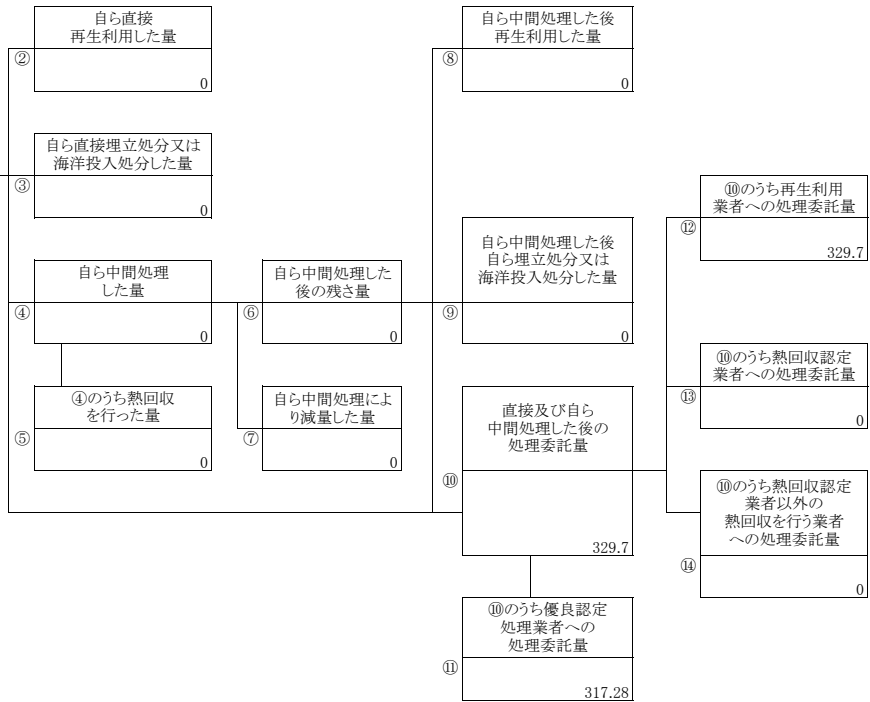 自ら直接
再生利用した量
②
0
自ら直接埋立処分又は
海洋投入処分した量
③
0
自ら中間処理
した量
④
0
④のうち熱回収
を行った量
⑤
0
自ら中間処理した
後の残さ量
⑥
0
自ら中間処理によ
り減量した量
⑦
0
自ら中間処理した後
再生利用した量
⑧
0
自ら中間処理した後
自ら埋立処分又は
海洋投入処分した量
⑨
0
直接及び自ら
中間処理した後の
処理委託量
⑩
329.7
⑩のうち優良認定
処理業者への
処理委託量
⑪
317.28
⑩のうち再生利用
業者への処理委託量
⑫
329.7
⑩のうち熱回収認定
業者への処理委託量
⑬
0
⑩のうち熱回収認定
業者以外の
熱回収を行う業者
への処理委託量
⑭
0